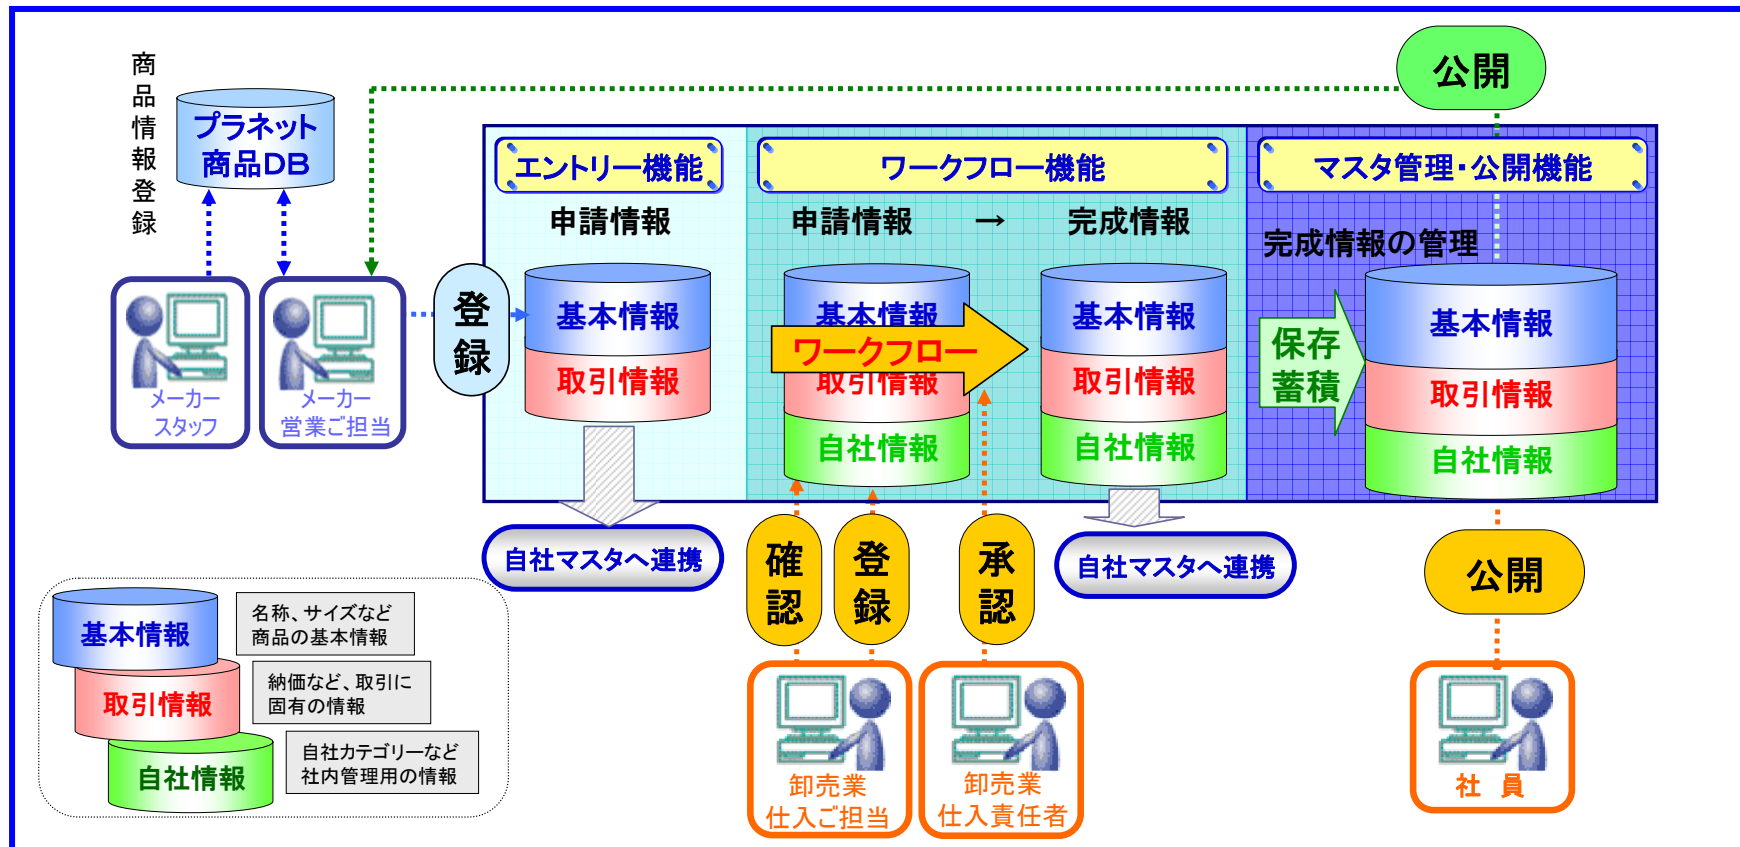 商品情報登録
プラネット
商品DB
メーカー
スタッフ
メーカー
営業ご担当
登録
公開
エントリー機能
申請情報
基本情報
取引情報
自社マスタへ連携
ワークフロー機能
申請情報 → 完成情報
基本情報
ワークフロー
取引情報
自社情報
基本情報
取引情報
自社情報
自社マスタへ連携
マスタ管理・公開機能
完成情報の管理
保存
蓄積
基本情報
取引情報
自社情報
確認
登録
承認
公開
卸売業
仕入ご担当
卸売業
仕入責任者
社 員
基本情報
名称、サイズなど
商品の基本情報
取引情報
納価など、取引に
固有の情報
自社情報
自社カテゴリーなど
社内管理用の情報